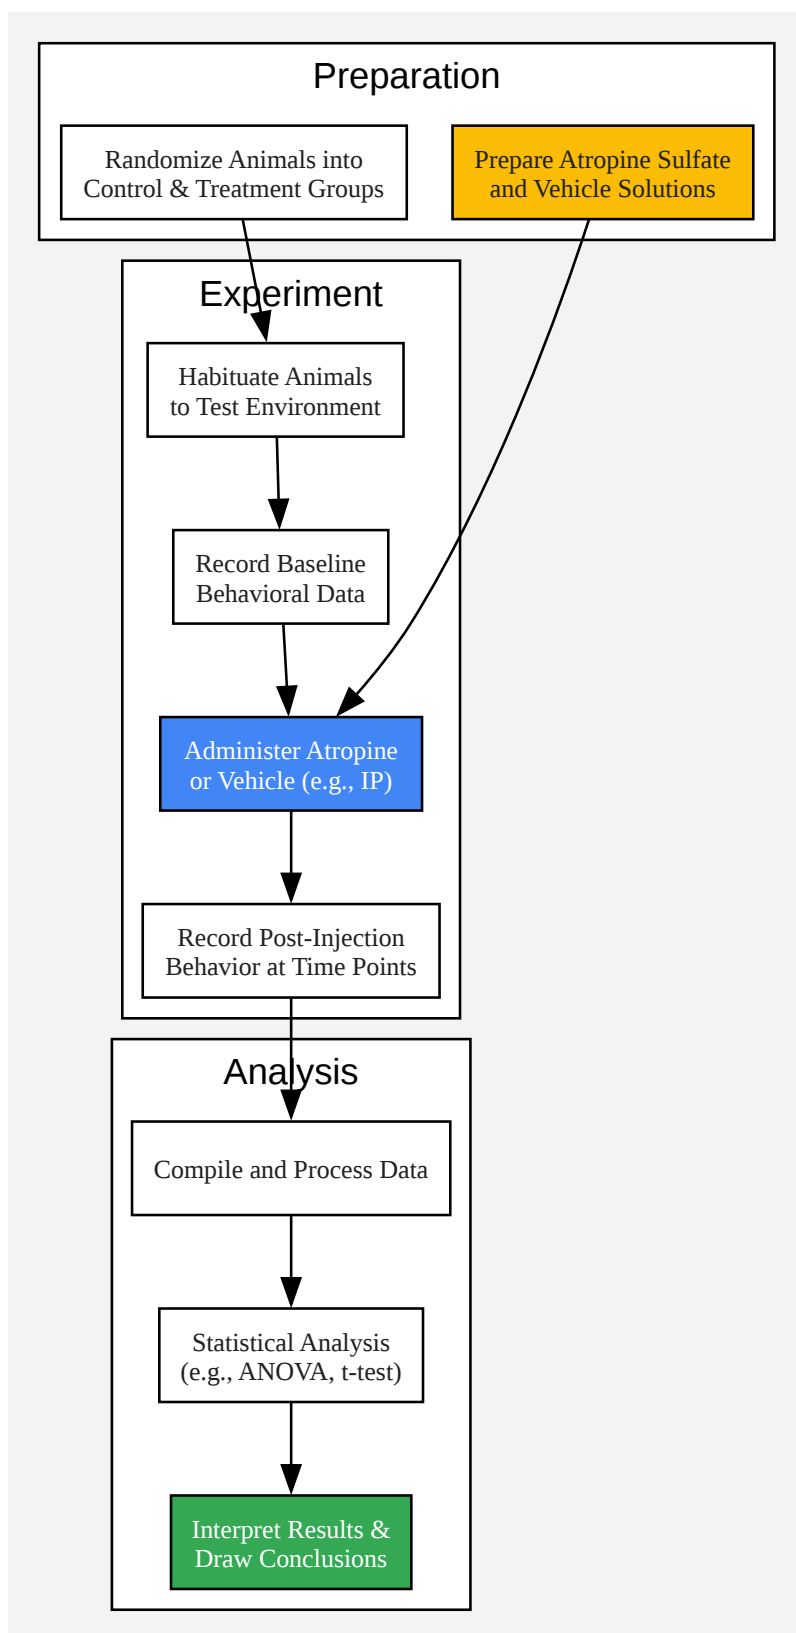 Preparation
Randomize Animals into
Control & Treatment Groups
Prepare Atropine Sulfate
and Vehicle Solutions
Experiment
Habituate Animals
to Test Environment
Record Baseline
Behavioral Data
Administer Atropine
or Vehicle (e.g., IP)
Record Post-Injection
Behavior at Time Points
Analysis
Compile and Process Data
Statistical Analysis
(e.g., ANOVA, t-test)
Interpret Results &
Draw Conclusions